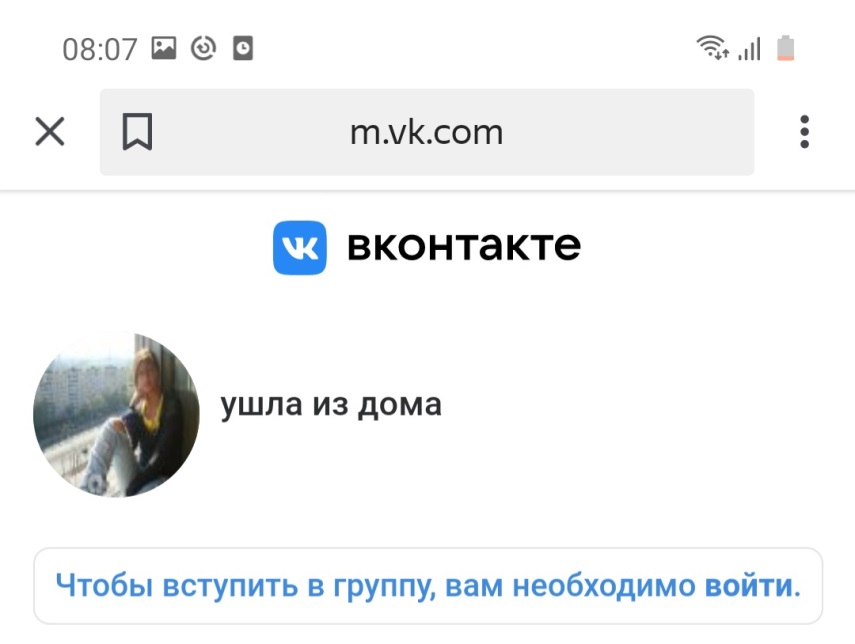 08:07
m.vk.com
вконтакте
ушла из дома
Чтобы вступить в группу, вам необходимо войти.